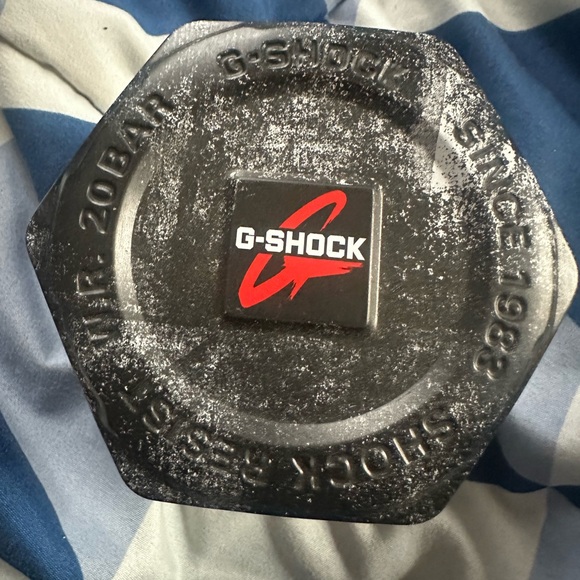 G-SHOCK
SINCE 1983
SHOCK RESIST
W.R. 20BAR
G-SHOCK